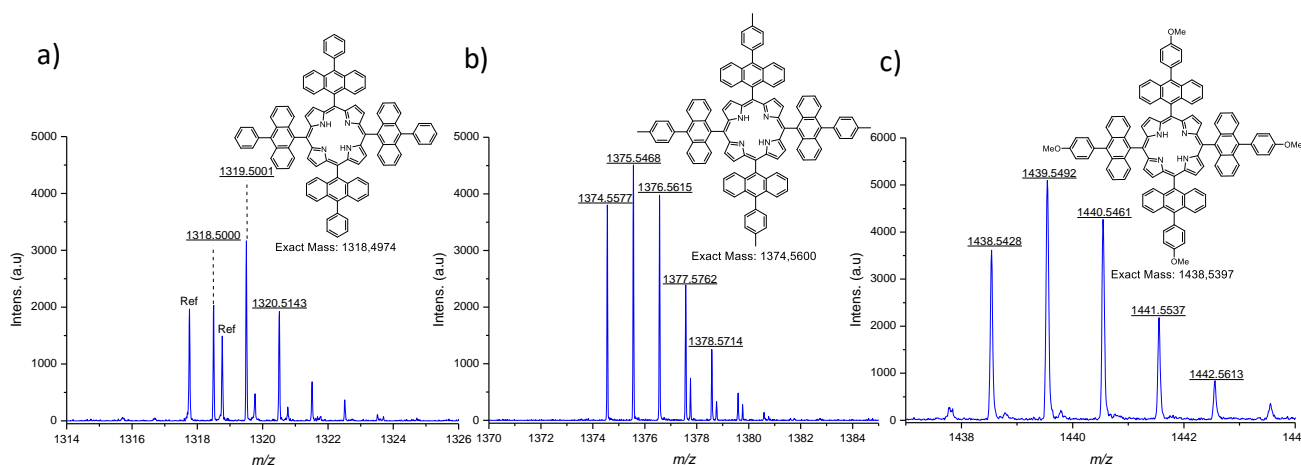 a)
5000
4000
3000
2000
1000
0
Intens. (a.u)
1314 1316 1318 1320 1322 1324 1326
m/z
Ref
1318.5000
Ref
1319.5001
1320.5143
NH
N
N
HN
Exact Mass: 1318,4974
b)
5000
4000
3000
2000
1000
0
Intens. (a.u)
1370 1372 1374 1376 1378 1380 1382 1384
m/z
1374.5577
1375.5468
1376.5615
1377.5762
1378.5714
NH
N
N
HN
Exact Mass: 1374,5600
c)
6000
5000
4000
3000
2000
1000
0
Intens. (a.u)
1438 1440 1442 144
m/z
1438.5428
1439.5492
1440.5461
1441.5537
1442.5613
OMe
MeO
NH
N
N
HN
OMe
OMe
Exact Mass: 1438,5397